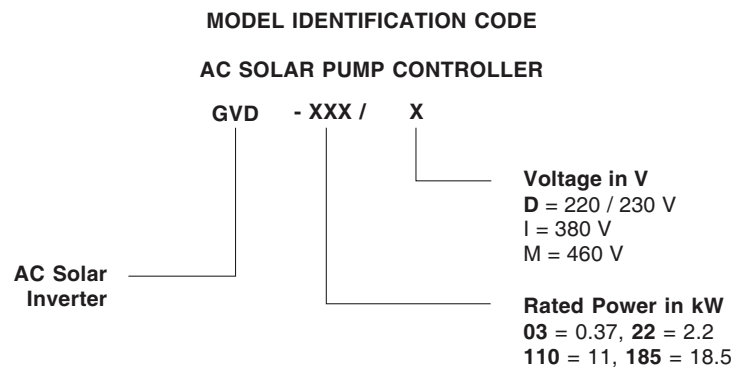 MODEL IDENTIFICATION CODE
AC SOLAR PUMP CONTROLLER
GVD - XXX / X
Voltage in V
D = 220 / 230 V
I = 380 V
M = 460 V
AC Solar
Inverter
Rated Power in kW
03 = 0.37, 22 = 2.2
110 = 11, 185 = 18.5